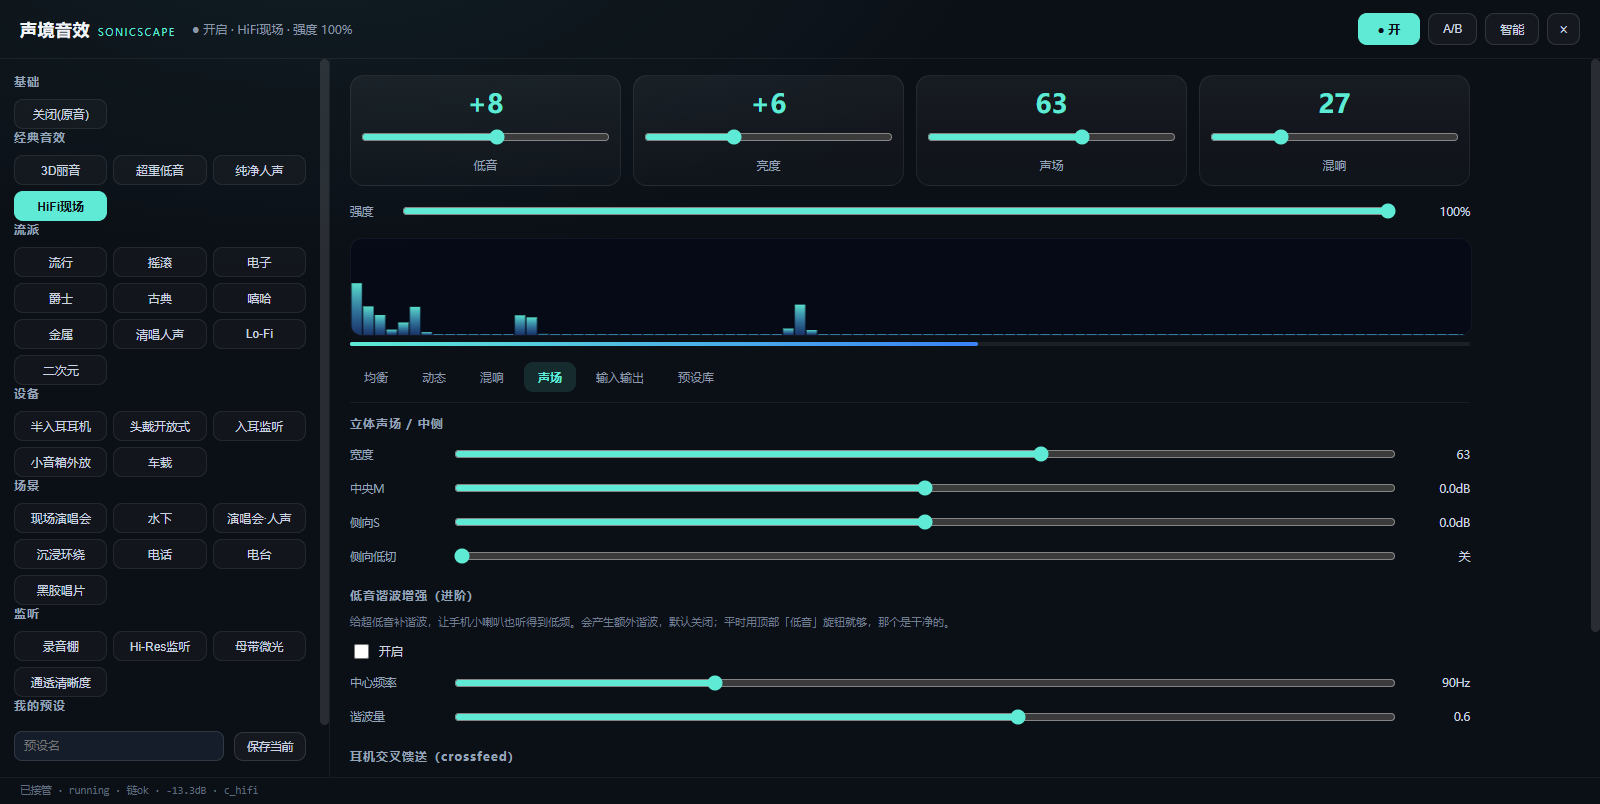 声境音效 SONICSCAPE ● 开启 · HiFi现场 · 强度 100% ● 开 A/B 智能 ×
基础
关闭(原音)
经典音效
3D丽音 超重低音 纯净人声
HiFi现场
流派
流行 摇滚 电子
爵士 古典 嘻哈
金属 清唱人声 Lo-Fi
二次元
设备
半入耳耳机 头戴开放式 入耳监听
小音箱外放 车载
场景
现场演唱会 水下 演唱会·人声
沉浸环绕 电话 电台
黑胶唱片
监听
录音棚 Hi-Res监听 母带微光
通透清晰度
我的预设
预设名 保存当前
+8 +6 63 27
低音 亮度 声场 混响
强度 100%
均衡 动态 混响 声场 输入输出 预设库
立体声场 / 中侧
宽度 63
中央M 0.0dB
侧向S 0.0dB
侧向低切 关
低音谐波增强（进阶）
给超低音补谐波，让手机小喇叭也听得到低频。会产生额外谐波，默认关闭；平时用顶部「低音」旋钮就够，那个是干净的。
开启
中心频率 90Hz
谐波量 0.6
耳机交叉馈送（crossfeed）
已接管 · running · 链ok · -13.3dB · c_hifi